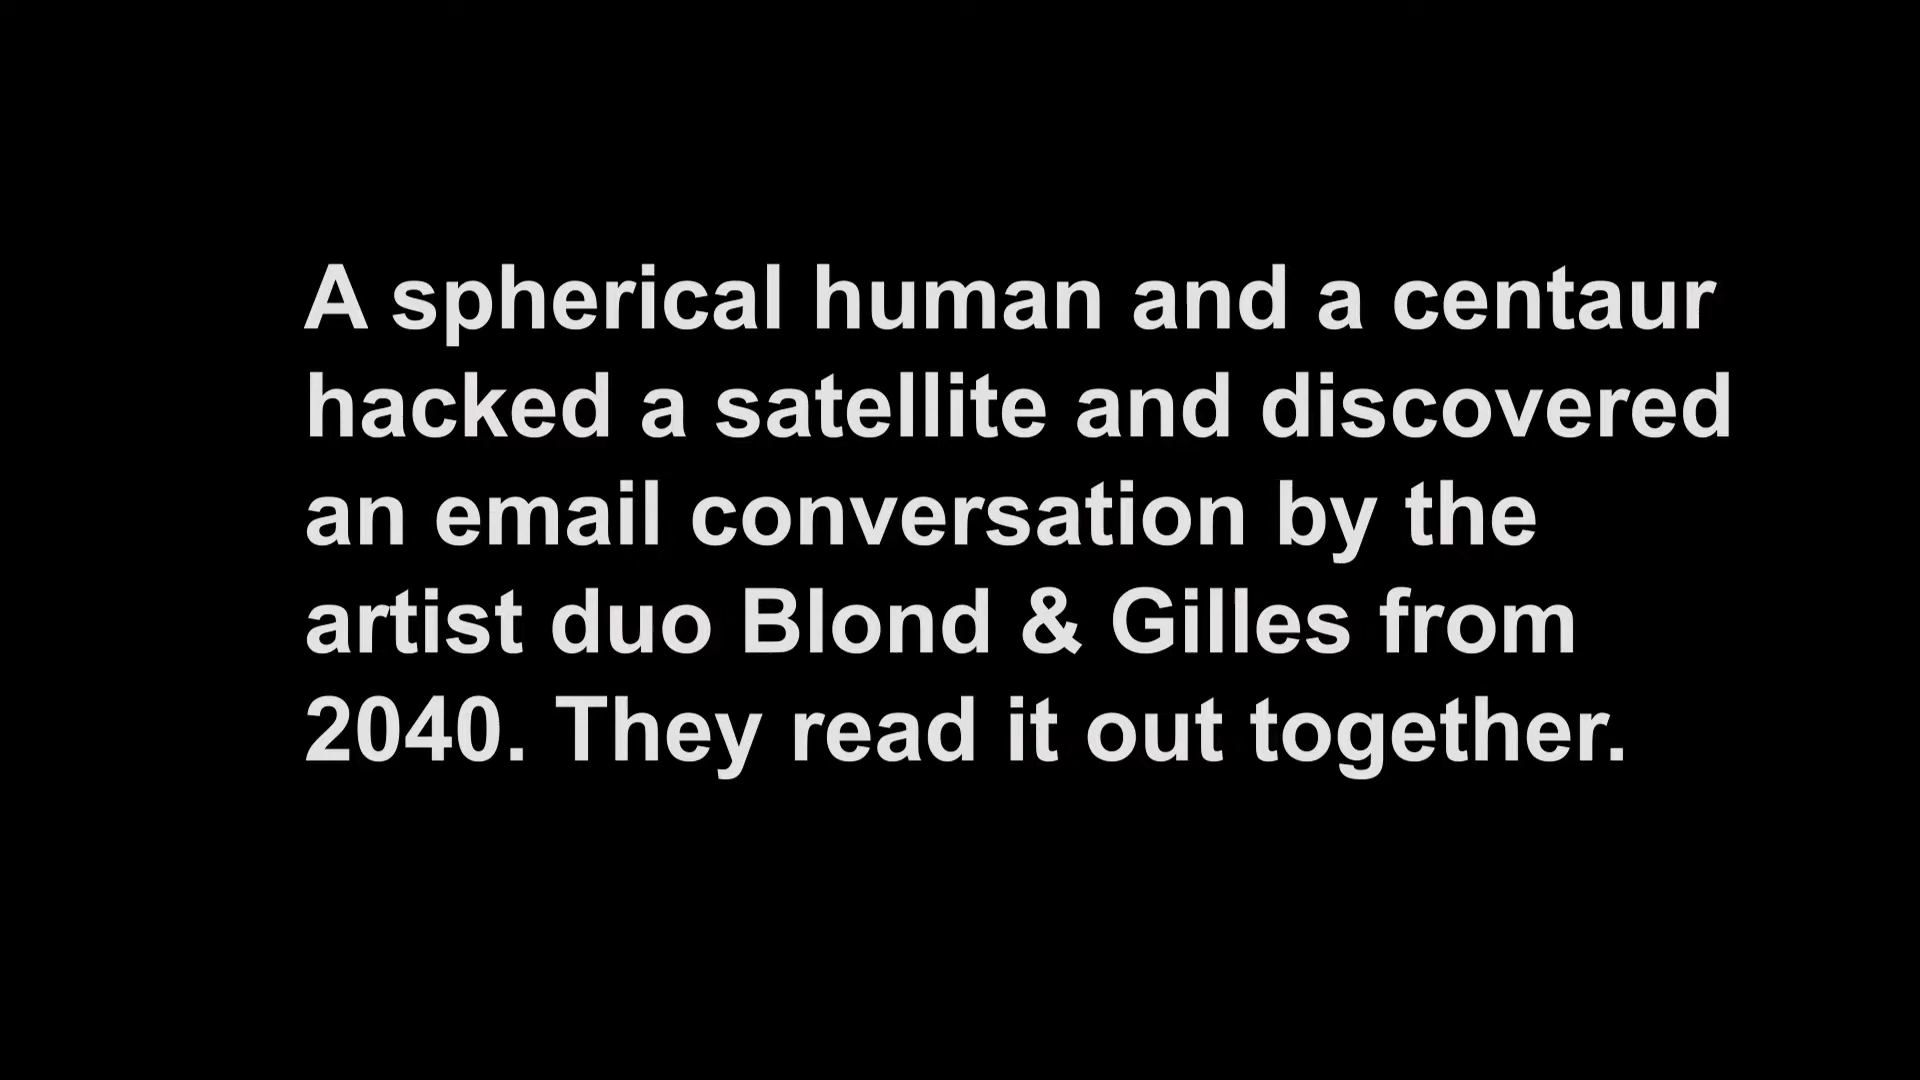 A spherical human and a centaur
hacked a satellite and discovered
an email conversation by the
artist duo Blond & Gilles from
2040. They read it out together.